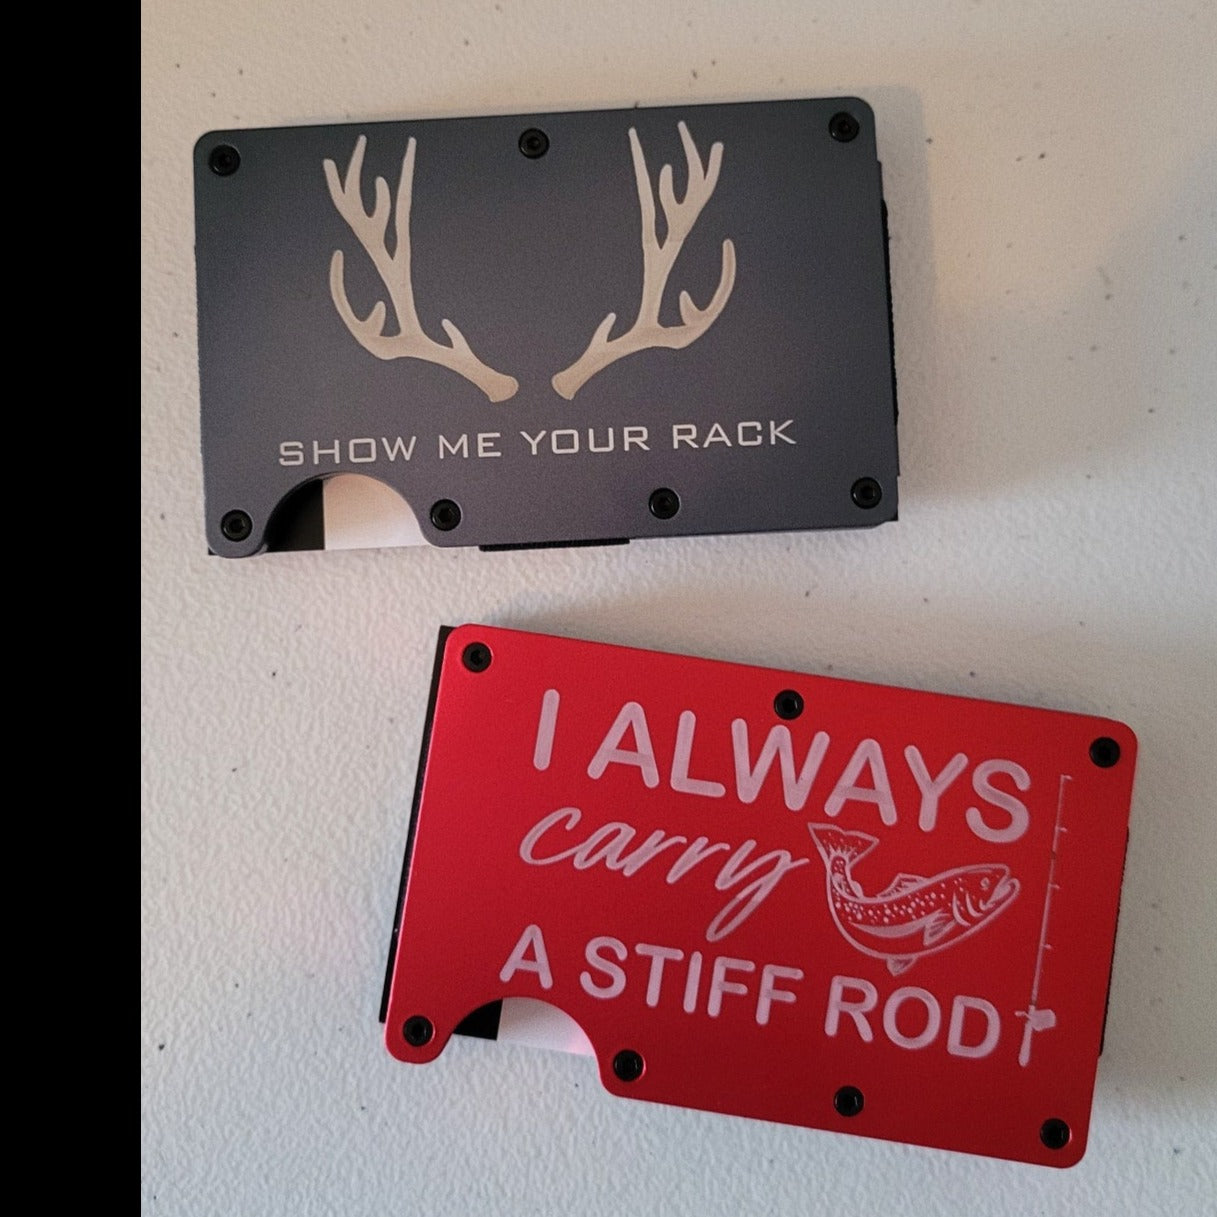 SHOW ME YOUR RACK
I ALWAYS
carry
A STIFF ROD